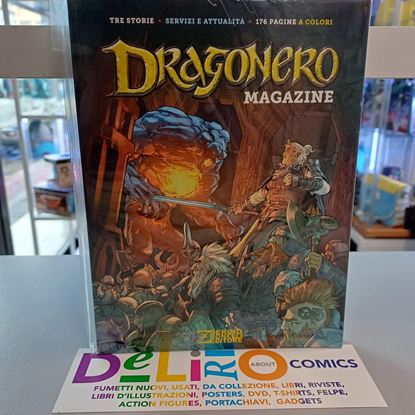 TRE STORIE • SERVIZI E ATTUALITÀ • 176 PAGINE A COLORI
DRAGONERO
MAGAZINE
SERGIO BONELLI
EDITORE
DeLiRiO ABOUT COMICS
FUMETTI NUOVI, USATI, DA COLLEZIONE, LIBRI, RIVISTE,
LIBRI D'ILLUSTRAZIONI, POSTERS, DVD, T-SHIRTS, FELPE,
ACTION FIGURES, PORTACHIAVI, GADGETS